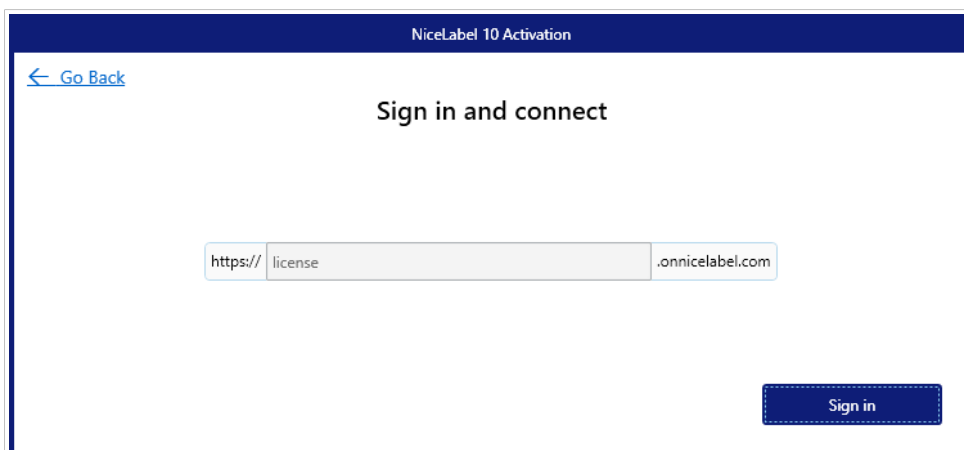 NiceLabel 10 Activation
← Go Back
Sign in and connect
https:// license .onnicelabel.com
Sign in